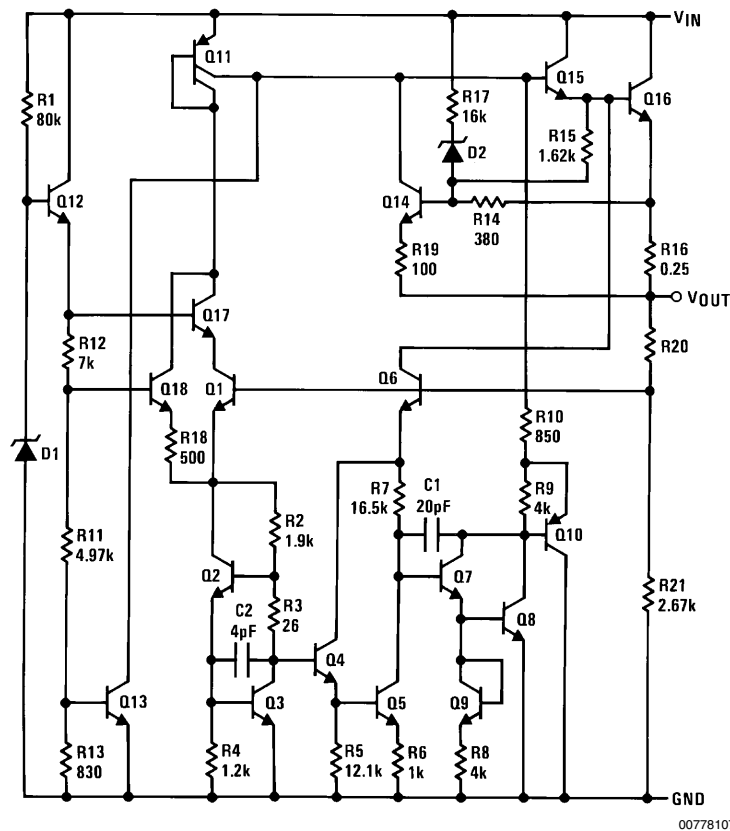 VIN
Q11
Q15
R1
80k
R17
16k
Q16
R15
1.62k
D2
Q12
Q14
R14
380
R19
100
R16
0.25
VOUT
Q17
R12
7k
R20
Q18
Q1
Q6
R18
500
R10
850
D1
R7
16.5k
C1
20pF
R9
4k
R2
1.9k
Q10
R11
4.97k
Q2
Q7
R3
26
R21
2.67k
C2
4pF
Q8
Q4
Q13
Q3
Q5
Q9
R13
830
R4
1.2k
R5
12.1k
R6
1k
R8
4k
GND
00778107